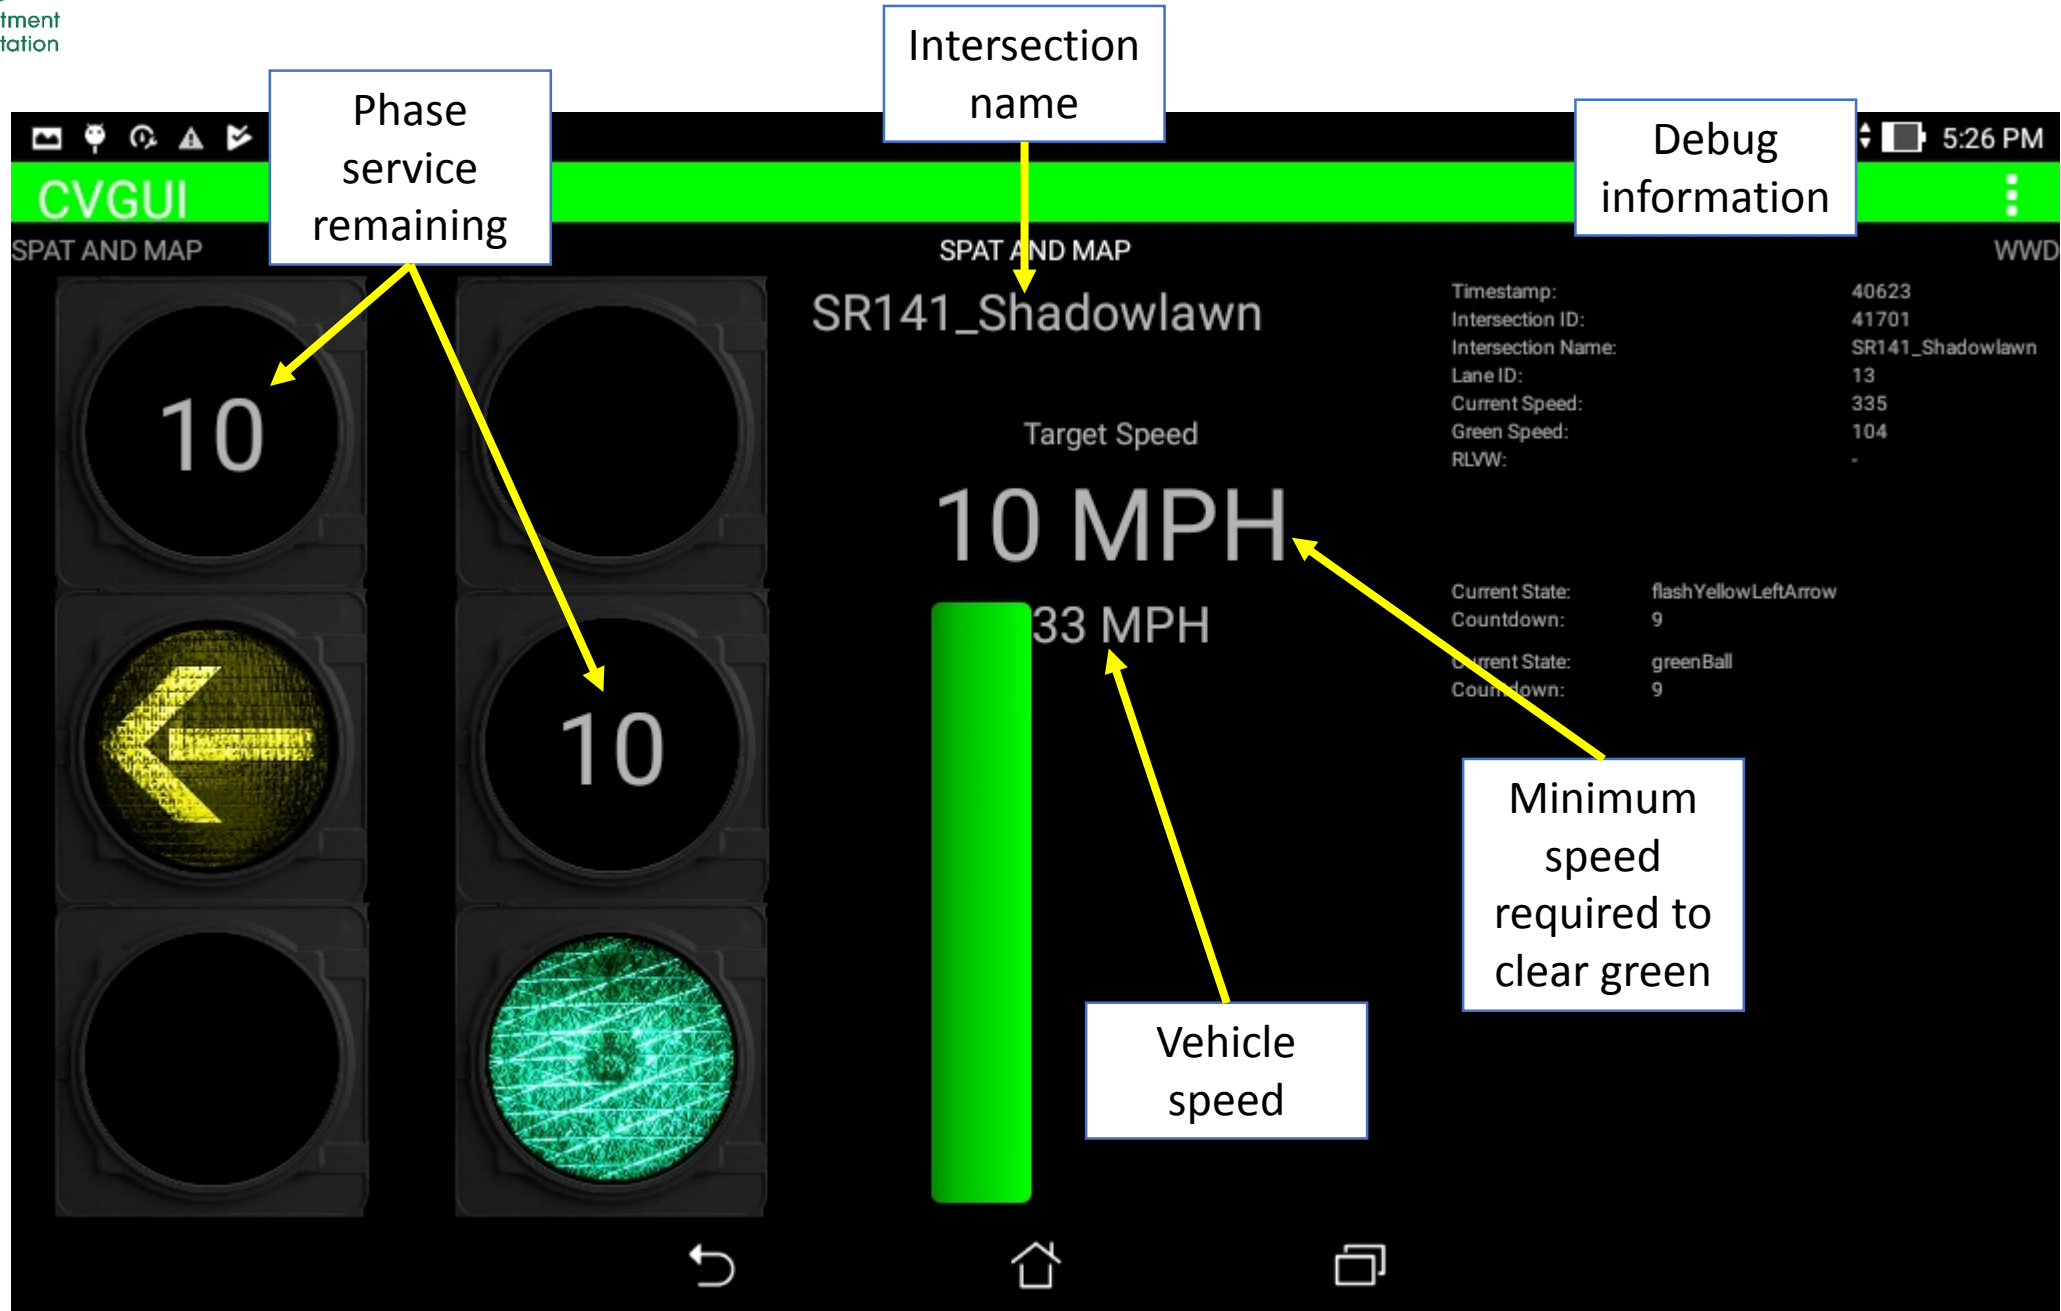 tment
tation
Intersection
name
Phase
service
remaining
Debug
information
5:26 PM
CVGUI
SPAT AND MAP
SPAT AND MAP
WWD
SR141_Shadowlawn
Timestamp: 40623
Intersection ID: 41701
Intersection Name: SR141_Shadowlawn
Lane ID: 13
Current Speed: 335
Green Speed: 104
RLVW: -
10
Target Speed
10 MPH
33 MPH
Current State: flashYellowLeftArrow
Countdown: 9
Current State: greenBall
Countdown: 9
10
Minimum
speed
required to
clear green
Vehicle
speed